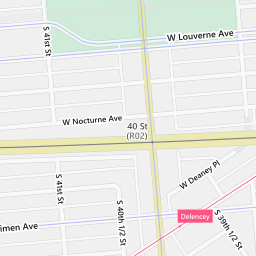 W Louverne Ave
S 41st St
W Nocturne Ave
40 St
(R02)
W Deaney Pl
S 41st St
S 40th 1/2 St
Delencey
S 39th 1/2 St
imen Ave